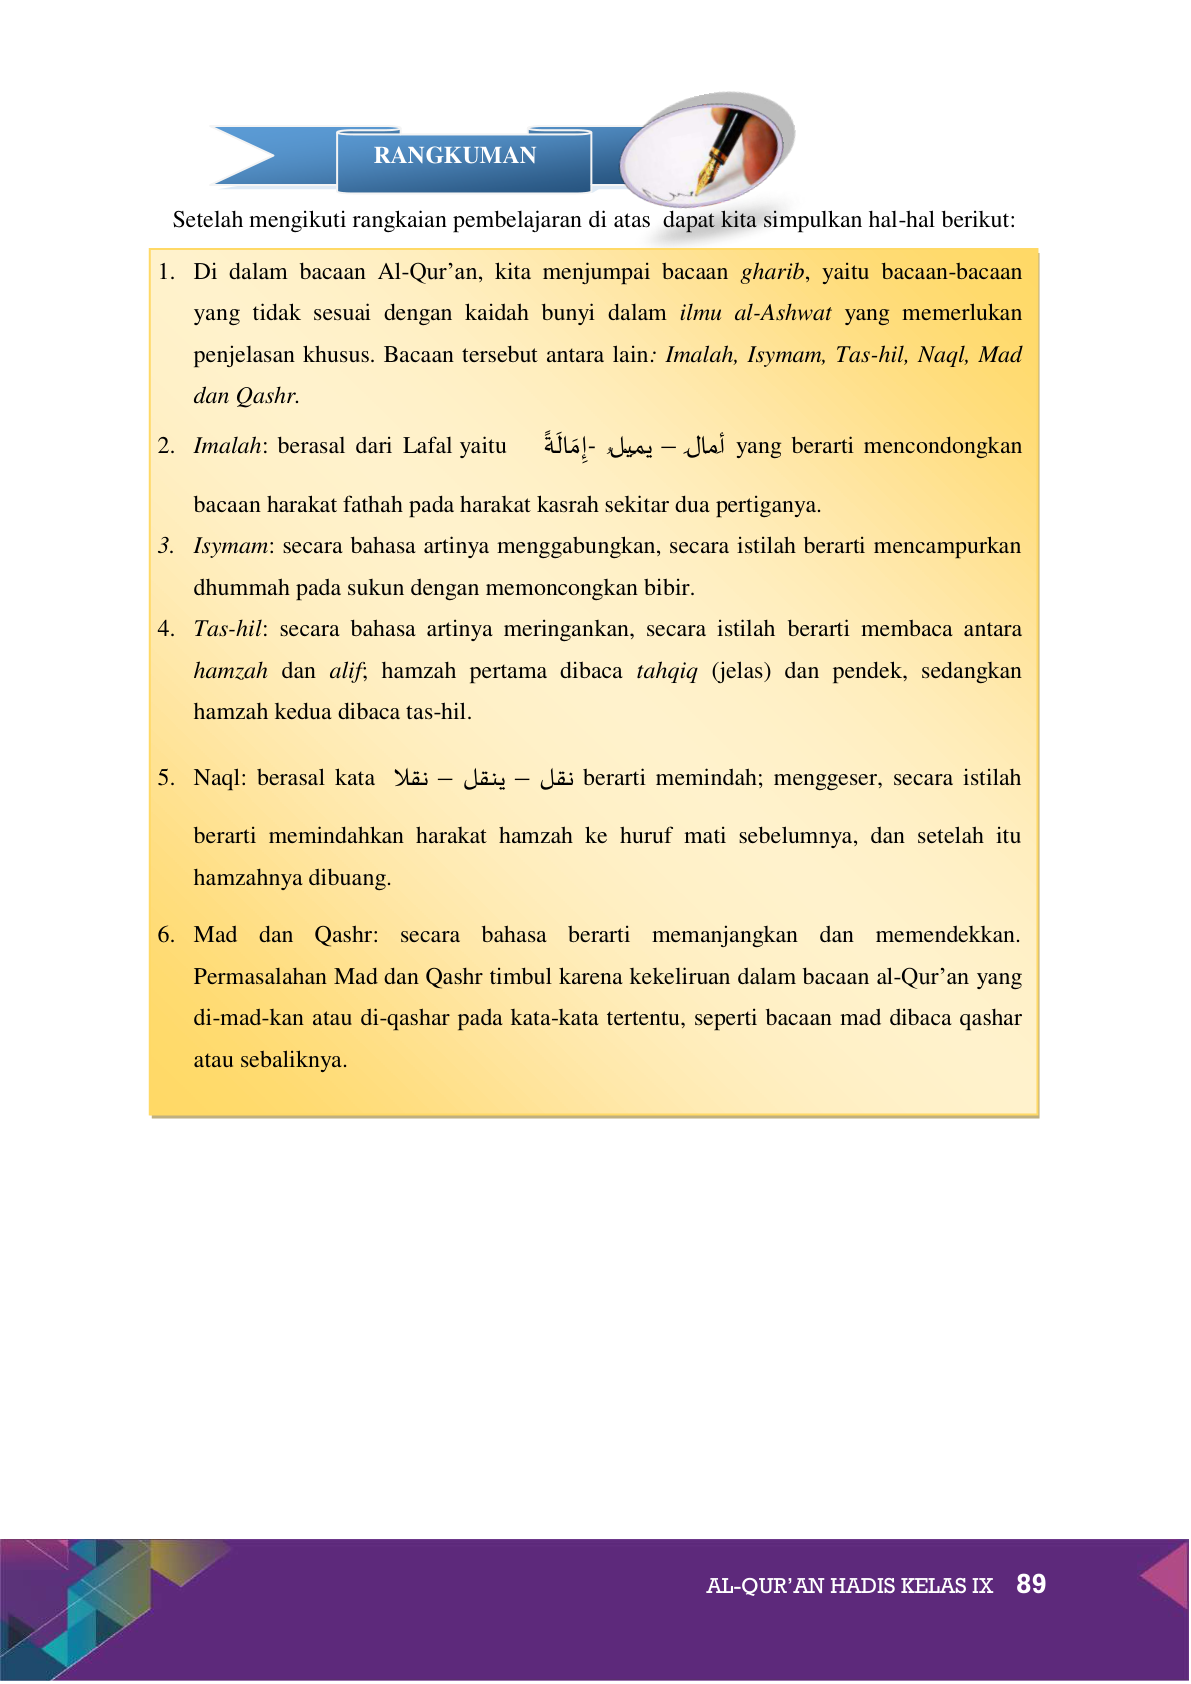 RANGKUMAN
Setelah mengikuti rangkaian pembelajaran di atas dapat kita simpulkan hal-hal berikut:
1. Di dalam bacaan Al-Qur’an, kita menjumpai bacaan gharib, yaitu bacaan-bacaan
yang tidak sesuai dengan kaidah bunyi dalam ilmu al-Ashwat yang memerlukan
penjelasan khusus. Bacaan tersebut antara lain: Imalah, Isymam, Tas-hil, Naql, Mad
dan Qashr.
2. Imalah: berasal dari Lafal yaitu أمال – يميل -إِمَالَةً yang berarti mencondongkan
bacaan harakat fathah pada harakat kasrah sekitar dua pertiganya.
3. Isymam: secara bahasa artinya menggabungkan, secara istilah berarti mencampurkan
dhummah pada sukun dengan memoncongkan bibir.
4. Tas-hil: secara bahasa artinya meringankan, secara istilah berarti membaca antara
hamzah dan alif; hamzah pertama dibaca tahqiq (jelas) dan pendek, sedangkan
hamzah kedua dibaca tas-hil.
5. Naql: berasal kata نقل – ينقل – نقلا berarti memindah; menggeser, secara istilah
berarti memindahkan harakat hamzah ke huruf mati sebelumnya, dan setelah itu
hamzahnya dibuang.
6. Mad dan Qashr: secara bahasa berarti memanjangkan dan memendekkan.
Permasalahan Mad dan Qashr timbul karena kekeliruan dalam bacaan al-Qur’an yang
di-mad-kan atau di-qashar pada kata-kata tertentu, seperti bacaan mad dibaca qashar
atau sebaliknya.
AL-QUR’AN HADIS KELAS IX 89